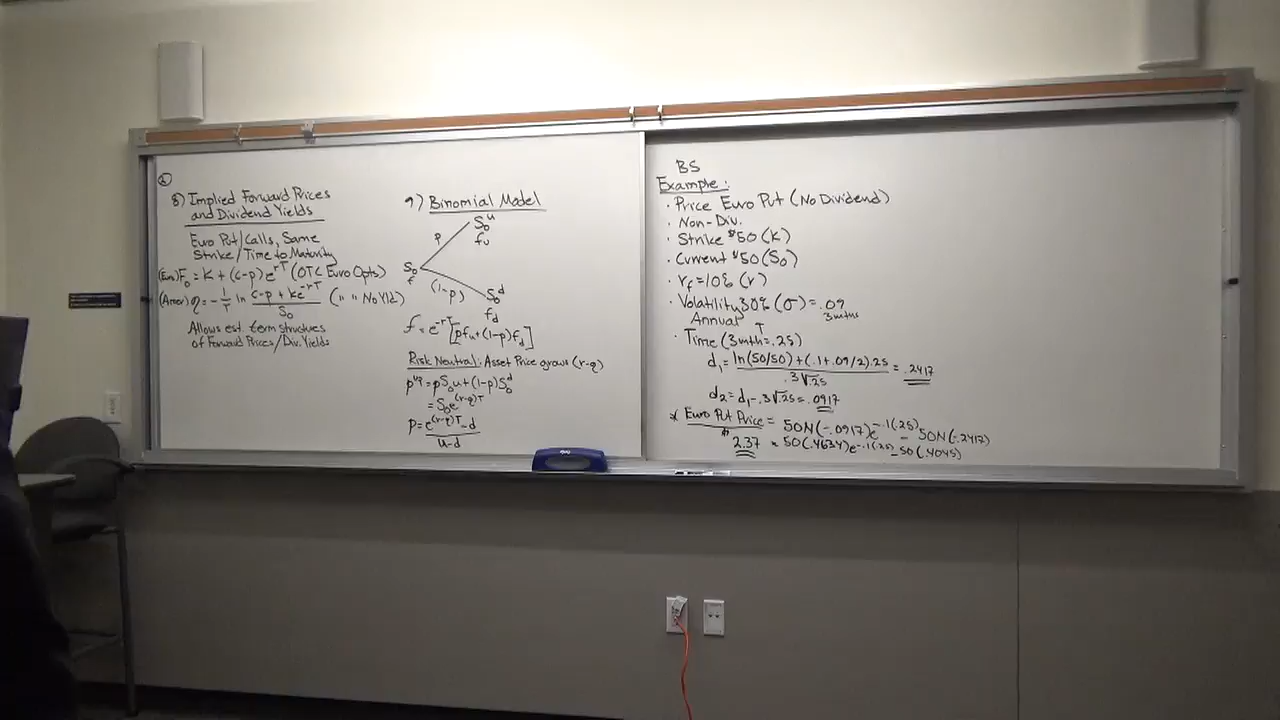 8) Implied Forward Prices
and Dividend Yields
Euro Put/Calls, Same
Strike/Time to Maturity
(Euro) F₀ = K + (c-p)e^rT (OTC Euro Opts)
(Amer) q = -1/T ln (c-p+ke^-rT)/S₀ (" " No Yld)
Allows est. term structures
of Forward Prices/Div. Yields
9) Binomial Model
S₀u
fu
p
S₀
f
(1-p)
S₀d
fd
f = e^-rT [pfu+(1-p)fd]
Risk Neutral: Asset Price grows (r-q)
= pS₀u+(1-p)S₀d
= S₀e^(r-q)T
p = (e^(r-q)T - d)/(u-d)
BS
Example:
· Price Euro Put (No Dividend)
· Non-Div.
· Strike $50 (K)
· Current $50 (S₀)
· rf = 10% (r)
· Volatility 30% (σ) = .09
Annual 3mths
· Time (3mth = .25) T
d₁ = (ln(50/50) + (.1+.09/2).25)/(.3√.25) = .2417
d₂ = d₁ - .3√.25 = .0917
* Euro Put Price = 50N(-.0917)e^-.1(.25) - 50N(-.2417)
$2.37 = 50(.4634)e^-.1(.25) - 50(.4045)